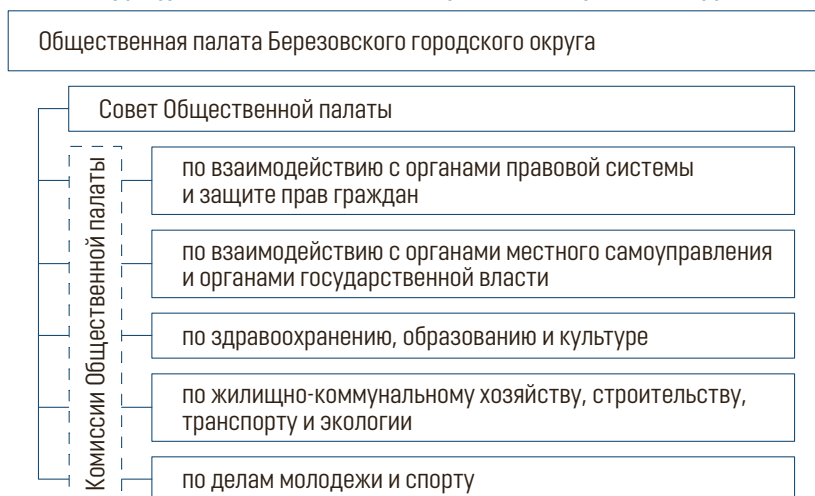 Общественная палата Березовского городского округа
Совет Общественной палаты
Комиссии Общественной палаты
по взаимодействию с органами правовой системы
и защите прав граждан
по взаимодействию с органами местного самоуправления
и органами государственной власти
по здравоохранению, образованию и культуре
по жилищно-коммунальному хозяйству, строительству,
транспорту и экологии
по делам молодежи и спорту